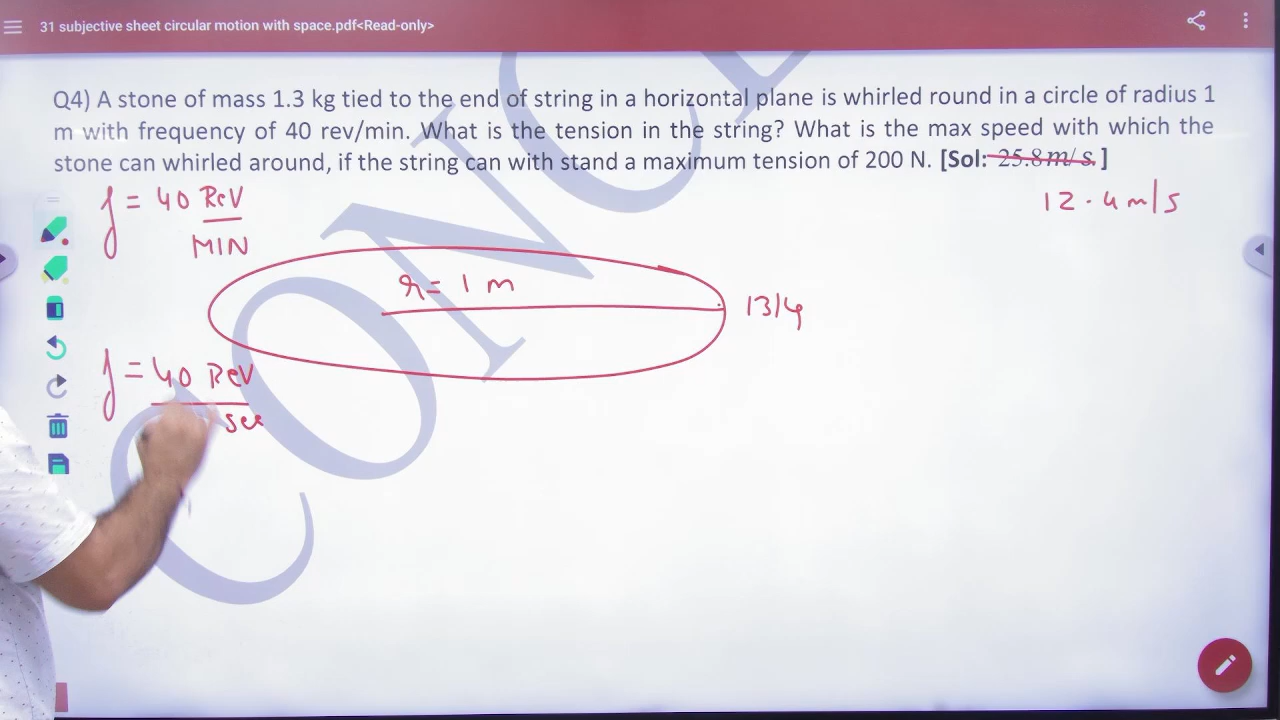 31 subjective sheet circular motion with space.pdf<Read-only>
Q4) A stone of mass 1.3 kg tied to the end of string in a horizontal plane is whirled round in a circle of radius 1
m with frequency of 40 rev/min. What is the tension in the string? What is the max speed with which the
stone can whirled around, if the string can with stand a maximum tension of 200 N. [Sol: 25.8m/s.]
12.4 m/s
f = 40 ReV
MIN
r = 1 m
f = 40 ReV
sec
CONCE